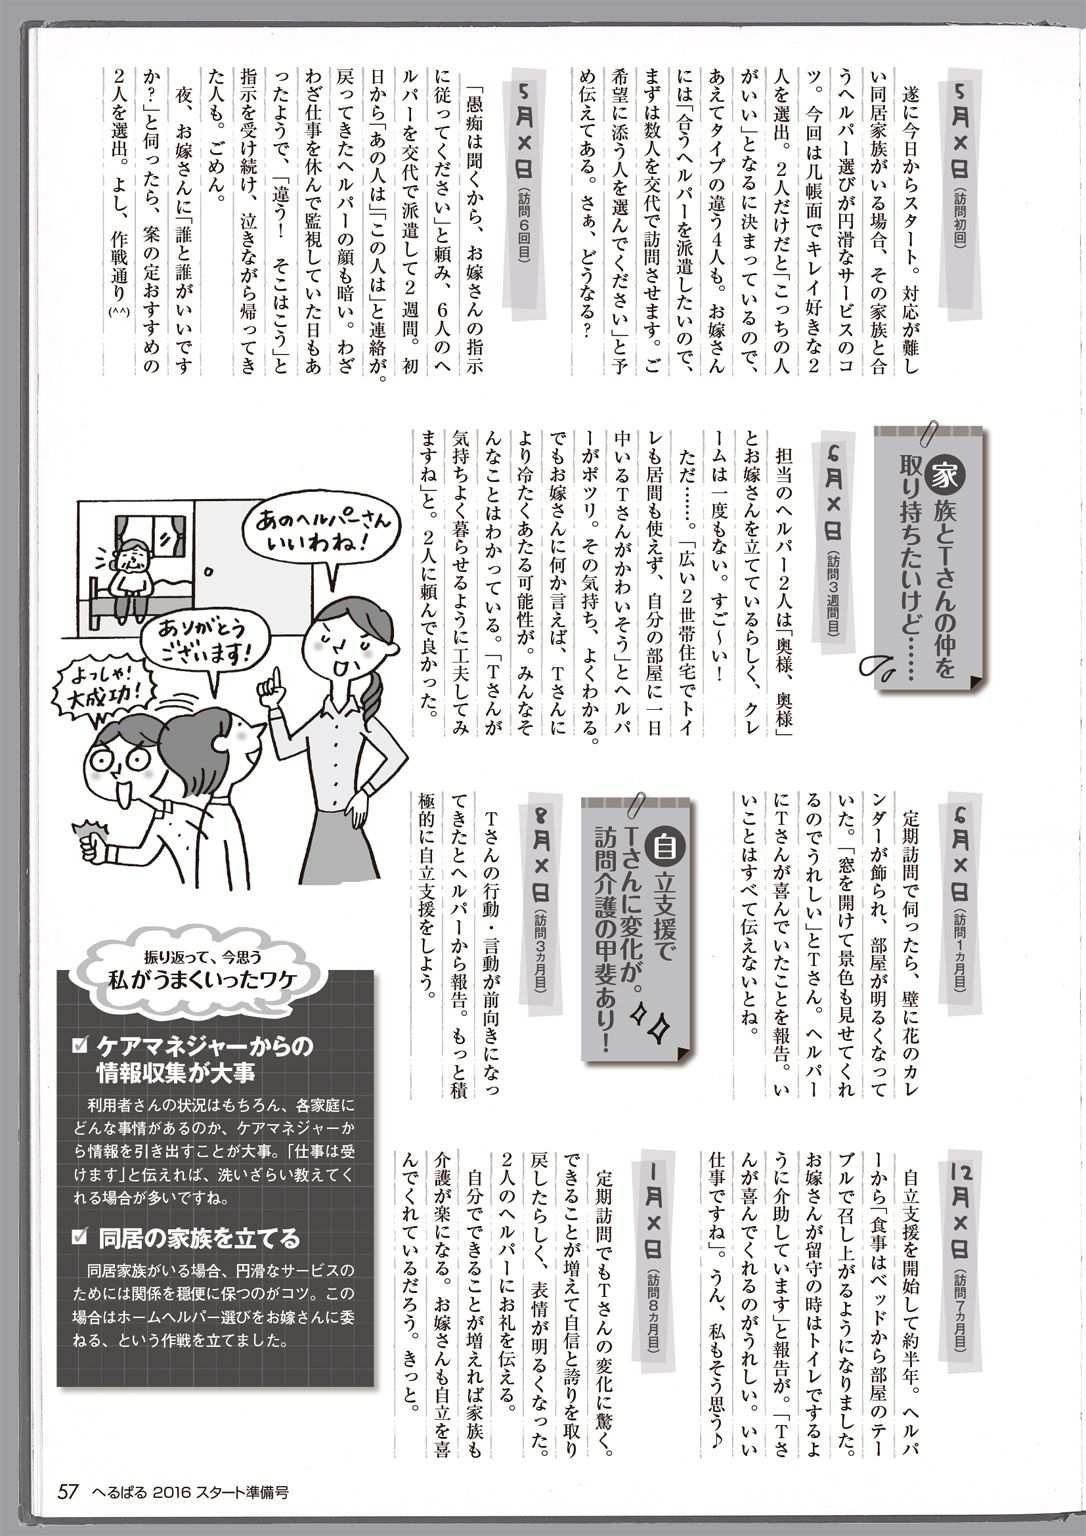 5月×日(訪問初回)
遂に今日からスタート。対応が難し
い同居家族がいる場合、その家族と合
うヘルパー選びが円滑なサービスのコ
ツ。今回は几帳面でキレイ好きな2
人を選出。2人だけだと「こっちの人
がいい」となるに決まっているので、
あえてタイプの違う4人も。お嫁さん
には「合うヘルパーを派遣したいので、
まずは数人を交代で訪問させます。ご
希望に添う人を選んでください」と予
め伝えてある。さぁ、どうなる?
5月×日(訪問6回目)
「愚痴は聞くから、お嫁さんの指示
に従ってください」と頼み、6人のヘ
ルパーを交代で派遣して2週間。初
日から「あの人は」「この人は」と連絡が。
戻ってきたヘルパーの顔も暗い。わざ
わざ仕事を休んで監視していた日もあ
ったようで、「違う! そこはこう」と
指示を受け続け、泣きながら帰ってき
た人も。ごめん。
夜、お嫁さんに「誰と誰がいいです
か?」と伺ったら、案の定おすすめの
2人を選出。よし、作戦通り(^^)
家族とTさんの仲を
取り持ちたいけど……
6月×日(訪問3週間目)
担当のヘルパー2人は「奥様、奥様」
とお嫁さんを立てているらしく、クレ
ームは一度もない。すご〜い!
ただ……。「広い2世帯住宅でトイ
レも居間も使えず、自分の部屋に一日
中いるTさんがかわいそう」とヘルパ
ーがポツリ。その気持ち、よくわかる。
でもお嫁さんに何か言えば、Tさんに
より冷たくあたる可能性が。みんなそ
んなことはわかっている。「Tさんが
気持ちよく暮らせるように工夫してみ
ますね」と。2人に頼んで良かった。
あのヘルパーさん
いいわね!
ありがとう
ございます!
よっしゃ!
大成功!
6月×日(訪問1カ月目)
定期訪問で伺ったら、壁に花のカレ
ンダーが飾られ、部屋が明るくなって
いた。「窓を開けて景色も見せてくれ
るのでうれしい」とTさん。ヘルパー
にTさんが喜んでいたことを報告。い
いことはすべて伝えないとね。
自立支援で
Tさんに変化が。
訪問介護の甲斐あり!
8月×日(訪問3カ月目)
Tさんの行動・言動が前向きになっ
てきたとヘルパーから報告。もっと積
極的に自立支援をしよう。
12月×日(訪問7カ月目)
自立支援を開始して約半年。ヘルパ
ーから「食事はベッドから部屋のテー
ブルで召し上がるようになりました。
お嫁さんが留守の時はトイレでするよ
うに介助しています」と報告が。「Tさ
んが喜んでくれるのがうれしい。いい
仕事ですね」。うん、私もそう思う♪
1月×日(訪問8カ月目)
定期訪問でもTさんの変化に驚く。
できることが増えて自信と誇りを取り
戻したらしく、表情が明るくなった。
2人のヘルパーにお礼を伝える。
自分でできることが増えれば家族も
介護が楽になる。お嫁さんも自立を喜
んでくれているだろう。きっと。
振り返って、今思う
私がうまくいったワケ
ケアマネジャーからの
情報収集が大事
利用者さんの状況はもちろん、各家庭に
どんな事情があるのか、ケアマネジャーか
ら情報を引き出すことが大事。「仕事は受
けます」と伝えれば、洗いざらい教えてく
れる場合が多いですね。
同居の家族を立てる
同居家族がいる場合、円滑なサービスの
ためには関係を穏便に保つのがコツ。この
場合はホームヘルパー選びをお嫁さんに委
ねる、という作戦を立てました。
57 へるぱる 2016 スタート準備号